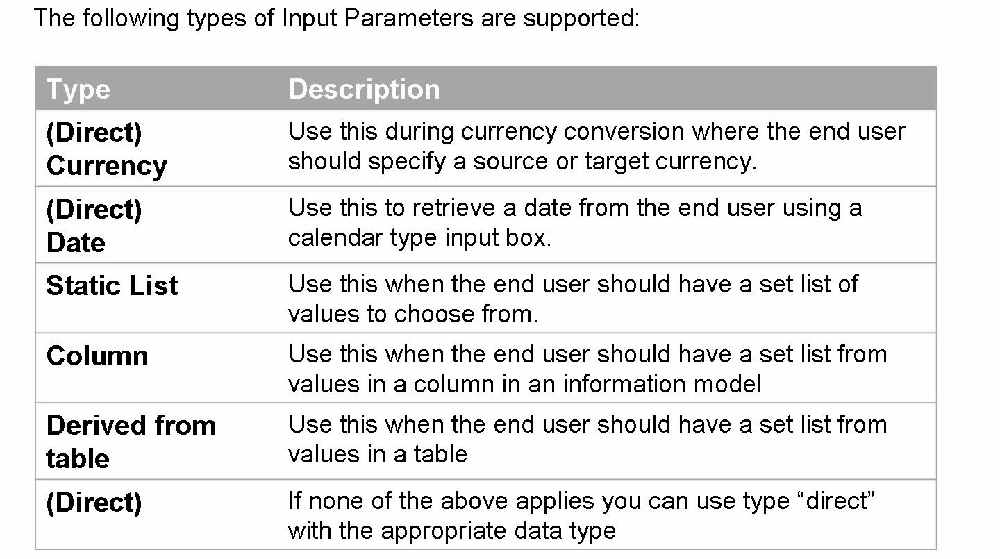 The following types of Input Parameters are supported:
Type Description
(Direct) Use this during currency conversion where the end user
Currency should specify a source or target currency.
(Direct) Use this to retrieve a date from the end user using a
Date calendar type input box.
Static List Use this when the end user should have a set list of
values to choose from.
Column Use this when the end user should have a set list from
values in a column in an information model
Derived from Use this when the end user should have a set list from
table values in a table
(Direct) If none of the above applies you can use type “direct”
with the appropriate data type